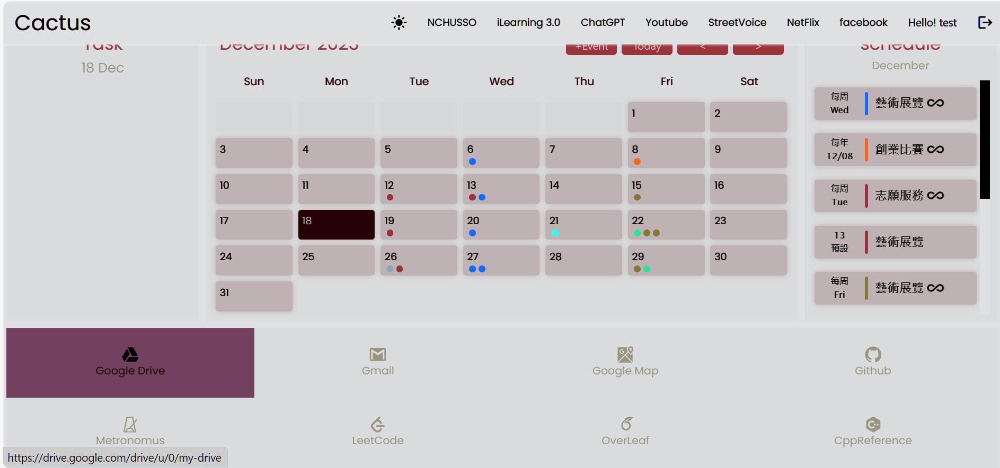 Cactus
NCHUSSO iLearning 3.0 ChatGPT Youtube StreetVoice NetFlix facebook Hello! test
Task
18 Dec
December 2023
+Event Today < >
Sun Mon Tue Wed Thu Fri Sat
1 2
3 4 5 6 7 8 9
10 11 12 13 14 15 16
17 18 19 20 21 22 23
24 25 26 27 28 29 30
31
Schedule
December
每周
Wed
藝術展覽
每年
12/08
創業比賽
每周
Tue
志願服務
13
預設
藝術展覽
每周
Fri
藝術展覽
Google Drive Gmail Google Map Github
Metronomus LeetCode OverLeaf CppReference
https://drive.google.com/drive/u/0/my-drive